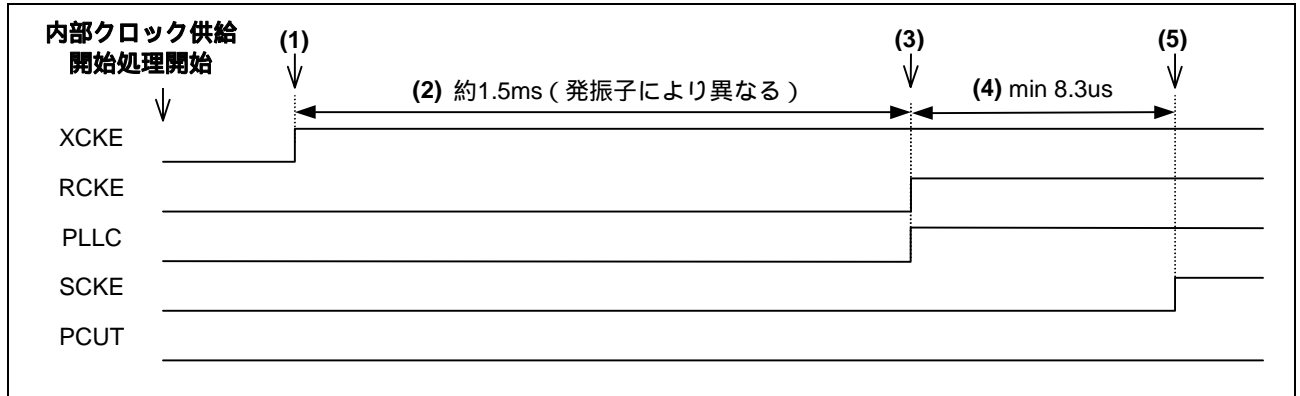 内部クロック供給
開始処理開始
(1)
(3)
(5)
(2) 約1.5ms（発振子により異なる）
(4) min 8.3us
XCKE
RCKE
PLLC
SCKE
PCUT